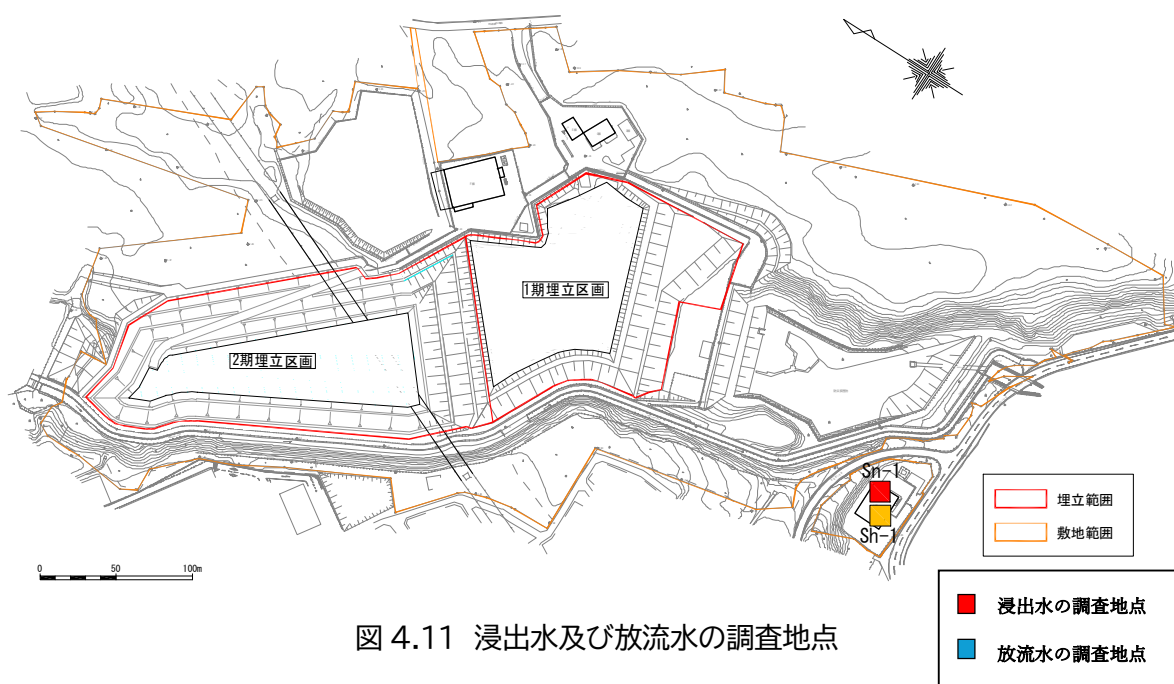 1期埋立区画
2期埋立区画
Sn-1
Sh-1
埋立範囲
敷地範囲
0 50 100m
浸出水の調査地点
放流水の調査地点
図 4.11 浸出水及び放流水の調査地点